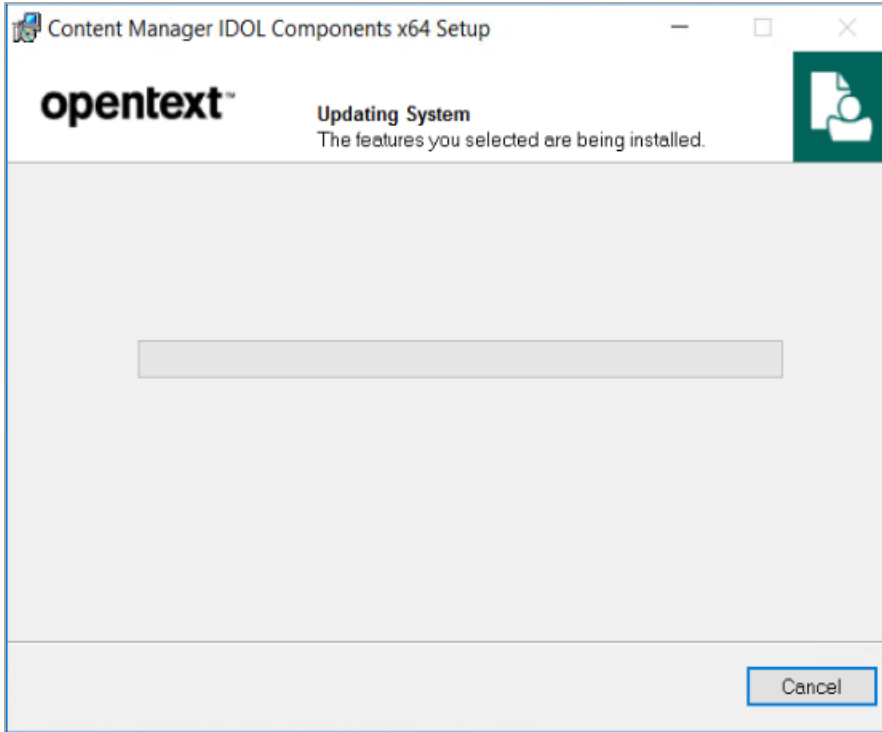 Content Manager IDOL Components x64 Setup
opentext™
Updating System
The features you selected are being installed.
Cancel